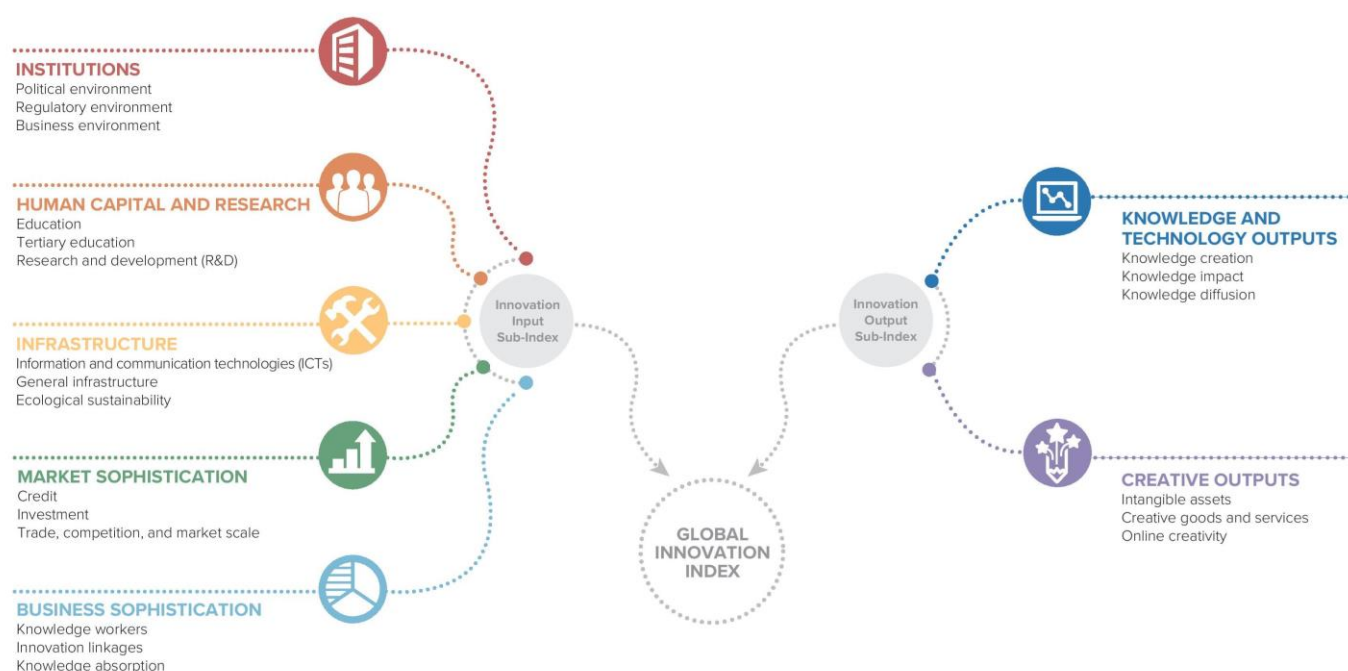 INSTITUTIONS
Political environment
Regulatory environment
Business environment
HUMAN CAPITAL AND RESEARCH
Education
Tertiary education
Research and development (R&D)
INFRASTRUCTURE
Information and communication technologies (ICTs)
General infrastructure
Ecological sustainability
MARKET SOPHISTICATION
Credit
Investment
Trade, competition, and market scale
BUSINESS SOPHISTICATION
Knowledge workers
Innovation linkages
Knowledge absorption
Innovation
Input
Sub-Index
GLOBAL
INNOVATION
INDEX
Innovation
Output
Sub-Index
KNOWLEDGE AND
TECHNOLOGY OUTPUTS
Knowledge creation
Knowledge impact
Knowledge diffusion
CREATIVE OUTPUTS
Intangible assets
Creative goods and services
Online creativity